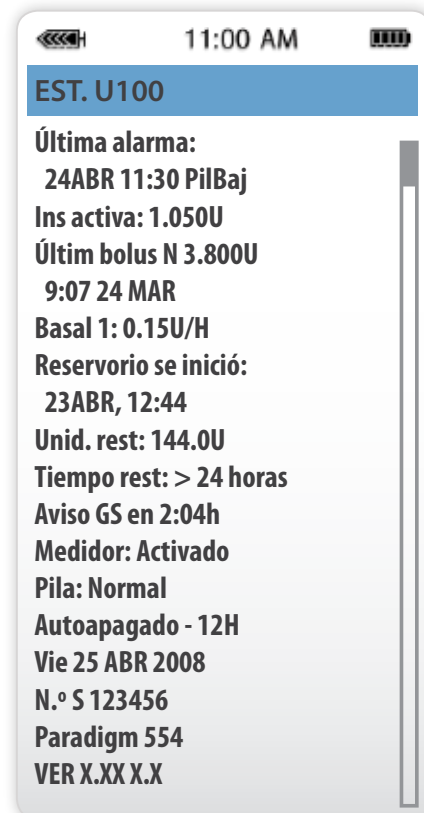 11:00 AM
EST. U100
Última alarma:
24ABR 11:30 PilBaj
Ins activa: 1.050U
Últim bolus N 3.800U
9:07 24 MAR
Basal 1: 0.15U/H
Reservorio se inició:
23ABR, 12:44
Unid. rest: 144.0U
Tiempo rest: > 24 horas
Aviso GS en 2:04h
Medidor: Activado
Pila: Normal
Autoapagado - 12H
Vie 25 ABR 2008
N.º S 123456
Paradigm 554
VER X.XX X.X